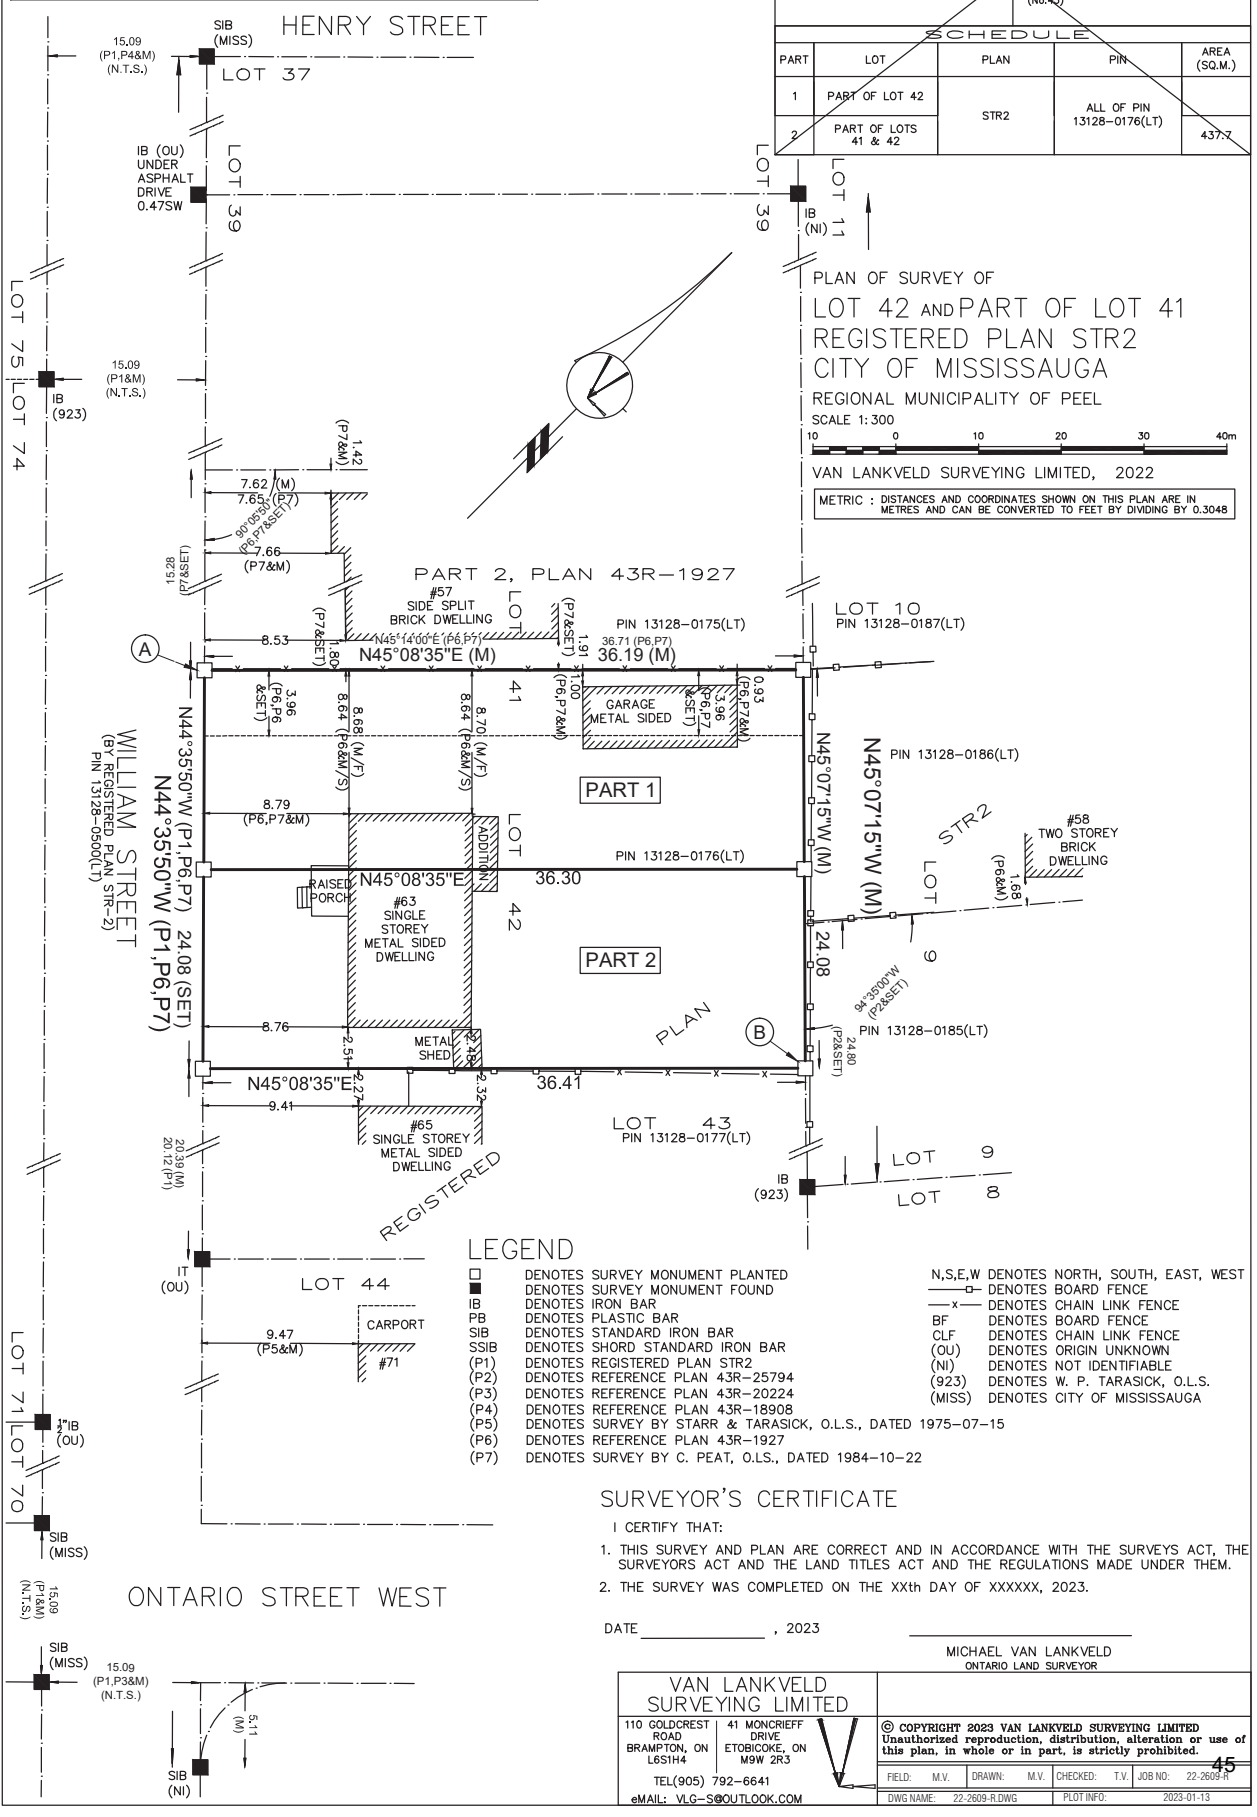 HENRY STREET
SIB
(MISS)
15.09
(P1,P4&M)
(N.T.S.)
LOT 37
SCHEDULE
PART LOT PLAN PIN AREA
(SQ.M.)
1 PART OF LOT 42
STR2
ALL OF PIN
13128-0176(LT)
2 PART OF LOTS
41 & 42
437.7
IB (OU)
UNDER
ASPHALT
DRIVE
0.47SW
LOT 39
LOT 39
LOT 11
IB
(NI)
PLAN OF SURVEY OF
LOT 42 AND PART OF LOT 41
REGISTERED PLAN STR2
CITY OF MISSISSAUGA
REGIONAL MUNICIPALITY OF PEEL
SCALE 1:300
10 0 10 20 30 40m
VAN LANKVELD SURVEYING LIMITED, 2022
METRIC : DISTANCES AND COORDINATES SHOWN ON THIS PLAN ARE IN
METRES AND CAN BE CONVERTED TO FEET BY DIVIDING BY 0.3048
LOT 75
LOT 74
15.09
(P1&M)
(N.T.S.)
IB
(923)
1.42
(P7&M)
7.62 (M)
7.65 (P7)
90°05'50"
(P6,P7&SET)
7.66
(P7&M)
15.28
(P7&SET)
PART 2, PLAN 43R-1927
#57
SIDE SPLIT
BRICK DWELLING
LOT
41
PIN 13128-0175(LT)
LOT 10
PIN 13128-0187(LT)
8.53
1.80
(P7&SET)
1.91
(P7&SET)
N45°14'00"E (P6,P7)
36.71 (P6,P7)
N45°08'35"E (M)
36.19 (M)
A
3.96
(P6,P6
&SET)
8.68 (M/F)
8.64 (P6&M/S)
8.70 (M/F)
8.64 (P6&M/S)
1.00
(P6,P7&M)
GARAGE
METAL SIDED
3.96
(P6,P7
&SET)
0.93
(P6,P7&M)
WILLIAM STREET
(BY REGISTERED PLAN STR-2)
PIN 13128-0500(LT)
N44°35'50"W (P1,P6,P7) 24.08 (SET)
N44°35'50"W (P1,P6,P7)
PART 1
N45°07'15"W (M)
N45°07'15"W (M)
24.08
PIN 13128-0186(LT)
8.79
(P6,P7&M)
ADDITION
LOT
42
PIN 13128-0176(LT)
STR2
#58
TWO STOREY
BRICK
DWELLING
1.68
(P6&M)
RAISED
PORCH
N45°08'35"E
36.30
#63
SINGLE
STOREY
METAL SIDED
DWELLING
LOT 9
PART 2
94°35'00"W
(P2&SET)
PLAN
B
PIN 13128-0185(LT)
24.80
(P2&SET)
8.76
2.51
METAL
SHED
2.48
N45°08'35"E
36.41
2.27
2.32
9.41
#65
SINGLE STOREY
METAL SIDED
DWELLING
LOT 43
PIN 13128-0177(LT)
20.39 (M)
20.12 (P1)
REGISTERED
IB
(923)
LOT 9
LOT 8
IT
(OU)
LOT 44
CARPORT
9.47
(P5&M)
#71
LEGEND
DENOTES SURVEY MONUMENT PLANTED
DENOTES SURVEY MONUMENT FOUND
IB DENOTES IRON BAR
PB DENOTES PLASTIC BAR
SIB DENOTES STANDARD IRON BAR
SSIB DENOTES SHORD STANDARD IRON BAR
(P1) DENOTES REGISTERED PLAN STR2
(P2) DENOTES REFERENCE PLAN 43R-25794
(P3) DENOTES REFERENCE PLAN 43R-20224
(P4) DENOTES REFERENCE PLAN 43R-18908
(P5) DENOTES SURVEY BY STARR & TARASICK, O.L.S., DATED 1975-07-15
(P6) DENOTES REFERENCE PLAN 43R-1927
(P7) DENOTES SURVEY BY C. PEAT, O.LS., DATED 1984-10-22
N,S,E,W DENOTES NORTH, SOUTH, EAST, WEST
DENOTES BOARD FENCE
x DENOTES CHAIN LINK FENCE
BF DENOTES BOARD FENCE
CLF DENOTES CHAIN LINK FENCE
(OU) DENOTES ORIGIN UNKNOWN
(NI) DENOTES NOT IDENTIFIABLE
(923) DENOTES W. P. TARASICK, O.L.S.
(MISS) DENOTES CITY OF MISSISSAUGA
LOT 71
LOT 70
½"IB
(OU)
SIB
(MISS)
SURVEYOR'S CERTIFICATE
I CERTIFY THAT:
1. THIS SURVEY AND PLAN ARE CORRECT AND IN ACCORDANCE WITH THE SURVEYS ACT, THE
SURVEYORS ACT AND THE LAND TITLES ACT AND THE REGULATIONS MADE UNDER THEM.
2. THE SURVEY WAS COMPLETED ON THE XXth DAY OF XXXXXX, 2023.
DATE , 2023
MICHAEL VAN LANKVELD
ONTARIO LAND SURVEYOR
15.09
(P1&M)
(N.T.S.)
ONTARIO STREET WEST
SIB
(MISS)
15.09
(P1,P3&M)
(N.T.S.)
5.11
(M)
SIB
(NI)
VAN LANKVELD
SURVEYING LIMITED
110 GOLDCREST
ROAD
BRAMPTON, ON
L6S1H4
41 MONCRIEFF
DRIVE
ETOBICOKE, ON
M9W 2R3
TEL(905) 792-6641
eMAIL: VLG-S@OUTLOOK.COM
© COPYRIGHT 2023 VAN LANKVELD SURVEYING LIMITED
Unauthorized reproduction, distribution, alteration or use of
this plan, in whole or in part, is strictly prohibited.
45
FIELD: M.V. DRAWN: M.V. CHECKED: T.V. JOB NO: 22-2609-R
DWG NAME: 22-2609-R.DWG PLOT INFO: 2023-01-13